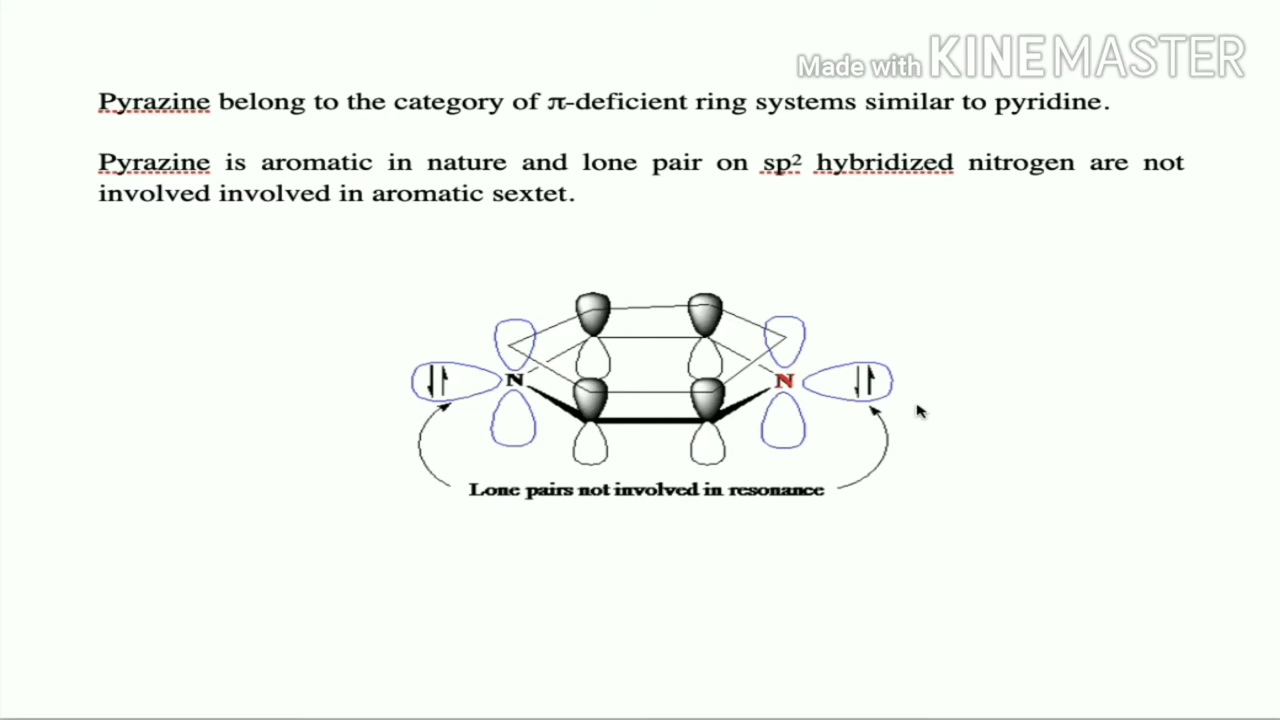 Made with KINEMASTER
Pyrazine belong to the category of π-deficient ring systems similar to pyridine.
Pyrazine is aromatic in nature and lone pair on sp² hybridized nitrogen are not
involved involved in aromatic sextet.
N N
Lone pairs not involved in resonance